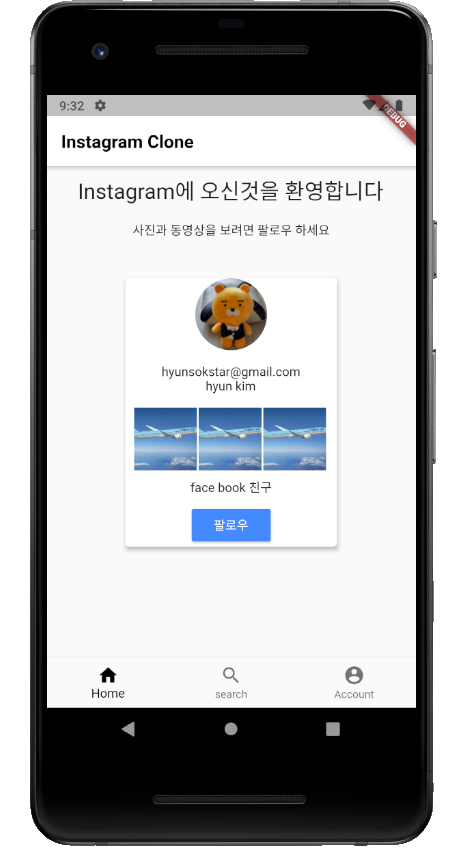 9:32
DEBUG
Instagram Clone
Instagram에 오신것을 환영합니다
사진과 동영상을 보려면 팔로우 하세요
hyunsokstar@gmail.com
hyun kim
face book 친구
팔로우
Home
search
Account